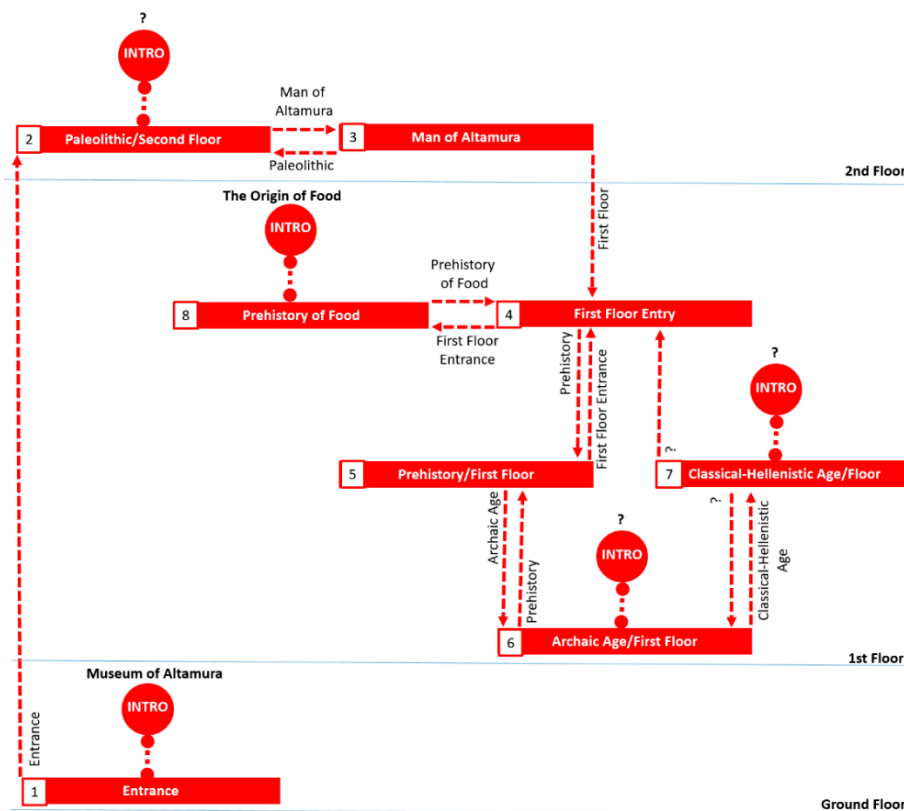 ?
INTRO
Man of
Altamura
2
Paleolithic/Second Floor
3
Man of Altamura
Paleolithic
2nd Floor
The Origin of Food
INTRO
First Floor
Prehistory
of Food
8
Prehistory of Food
4
First Floor Entry
First Floor
Entrance
Prehistory
First Floor Entrance
?
INTRO
?
5
Prehistory/First Floor
7
Classical-Hellenistic Age/Floor
Archaic Age
Prehistory
?
INTRO
?
Classical-Hellenistic
Age
6
Archaic Age/First Floor
1st Floor
Museum of Altamura
INTRO
Entrance
1
Entrance
Ground Floor